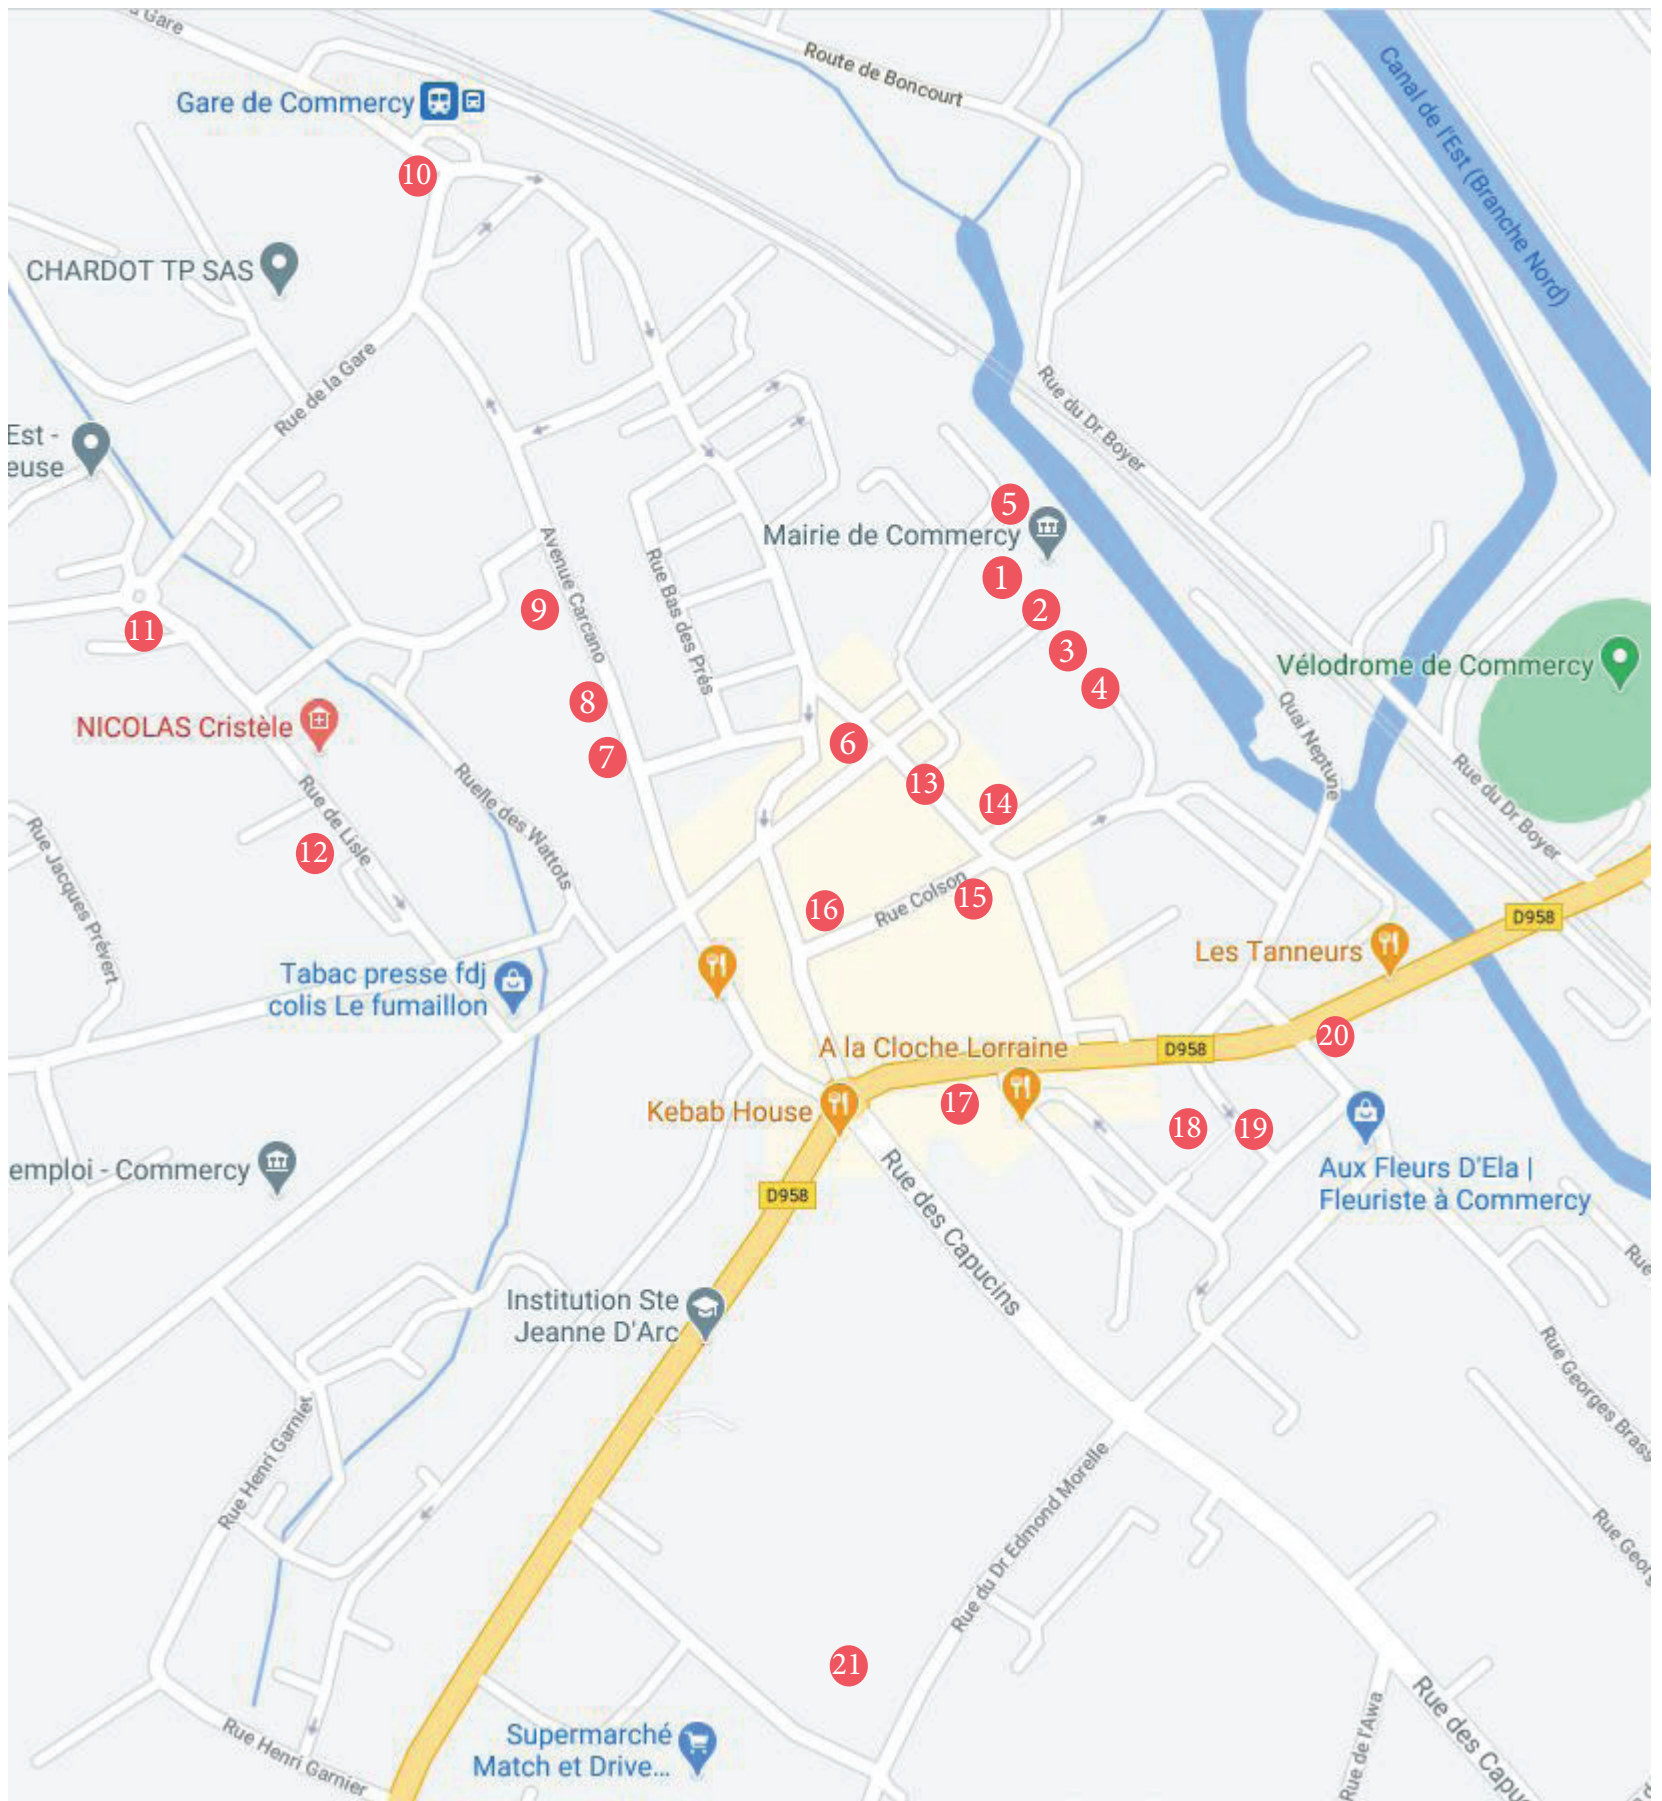 Gare
Route de Boncourt
Canal de l'Est (Branche Nord)
Gare de Commercy
10
CHARDOT TP SAS
Rue de la Gare
Rue du Dr Boyer
Est -
euse
5
Mairie de Commercy
1
2
3
4
Avenue Carcano
Rue Bas des Prés
9
11
8
7
6
13
14
Vélodrome de Commercy
Quai Neptune
Rue du Dr Boyer
NICOLAS Cristèle
Rue de Lisle
Ruelle des Wattots
12
Rue Jacques Prévert
16
Rue Colson
15
D958
Les Tanneurs
Tabac presse fdj
colis Le fumaillon
20
A la Cloche Lorraine
D958
Kebab House
17
18
19
Aux Fleurs D'Ela |
Fleuriste à Commercy
emploi - Commercy
D958
Rue des Capucins
Rue
Institution Ste
Jeanne D'Arc
Rue Georges Brass
Rue Henri Garnier
Rue du Dr Edmond Morelle
Rue Georg
21
Rue des Capuc
Rue de l'Awa
Supermarché
Match et Drive...
Rue Henri Garnier